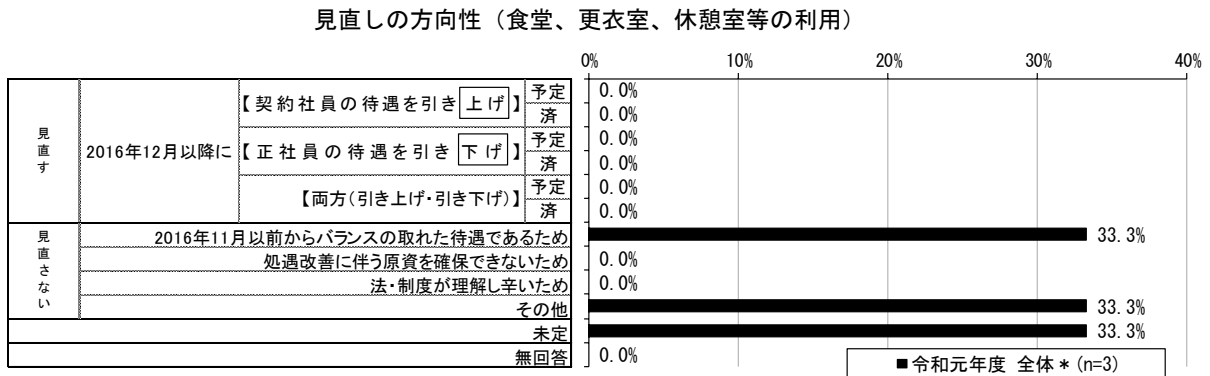 見直しの方向性（食堂、更衣室、休憩室等の利用）
0% 10% 20% 30% 40%
見直す
2016年12月以降に
【契約社員の待遇を引き上げ】 予定 0.0%
済 0.0%
【正社員の待遇を引き下げ】 予定 0.0%
済 0.0%
【両方(引き上げ・引き下げ)】 予定 0.0%
済 0.0%
見直さない
2016年11月以前からバランスの取れた待遇であるため 33.3%
処遇改善に伴う原資を確保できないため 0.0%
法・制度が理解し辛いため 0.0%
その他 33.3%
未定 33.3%
無回答 0.0%
■令和元年度 全体＊(n=3)